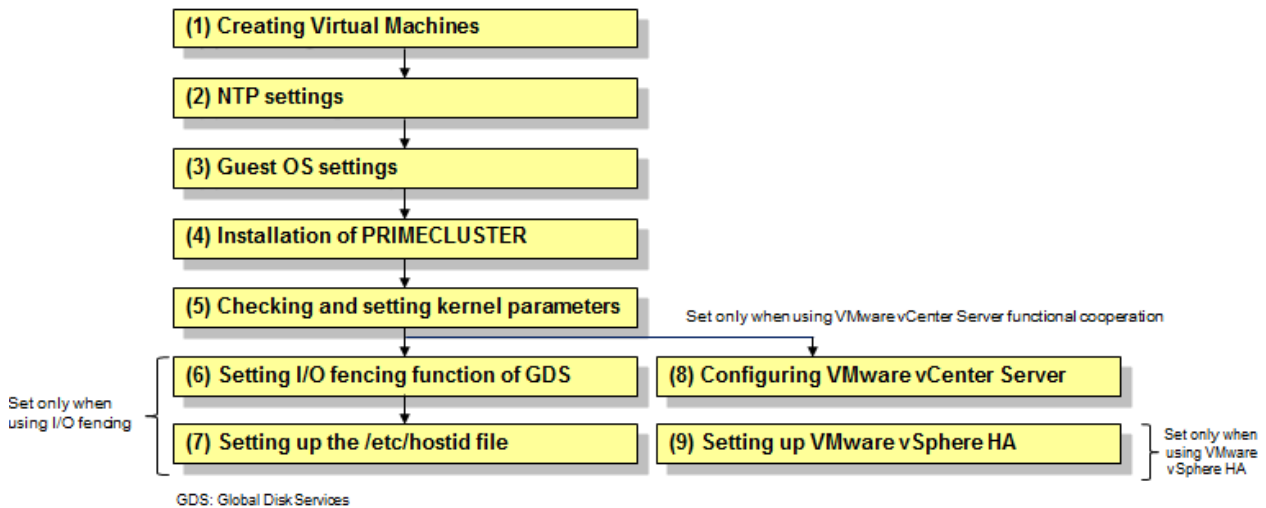 (1) Creating Virtual Machines
(2) NTP settings
(3) Guest OS settings
(4) Installation of PRIMECLUSTER
(5) Checking and setting kernel parameters
Set only when using VMware vCenter Server functional cooperation
(6) Setting I/O fencing function of GDS
(8) Configuring VMware vCenter Server
Set only when
using I/O fencing
(7) Setting up the /etc/hostid file
(9) Setting up VMware vSphere HA
Set only when
using VMware
vSphere HA
GDS: Global Disk Services